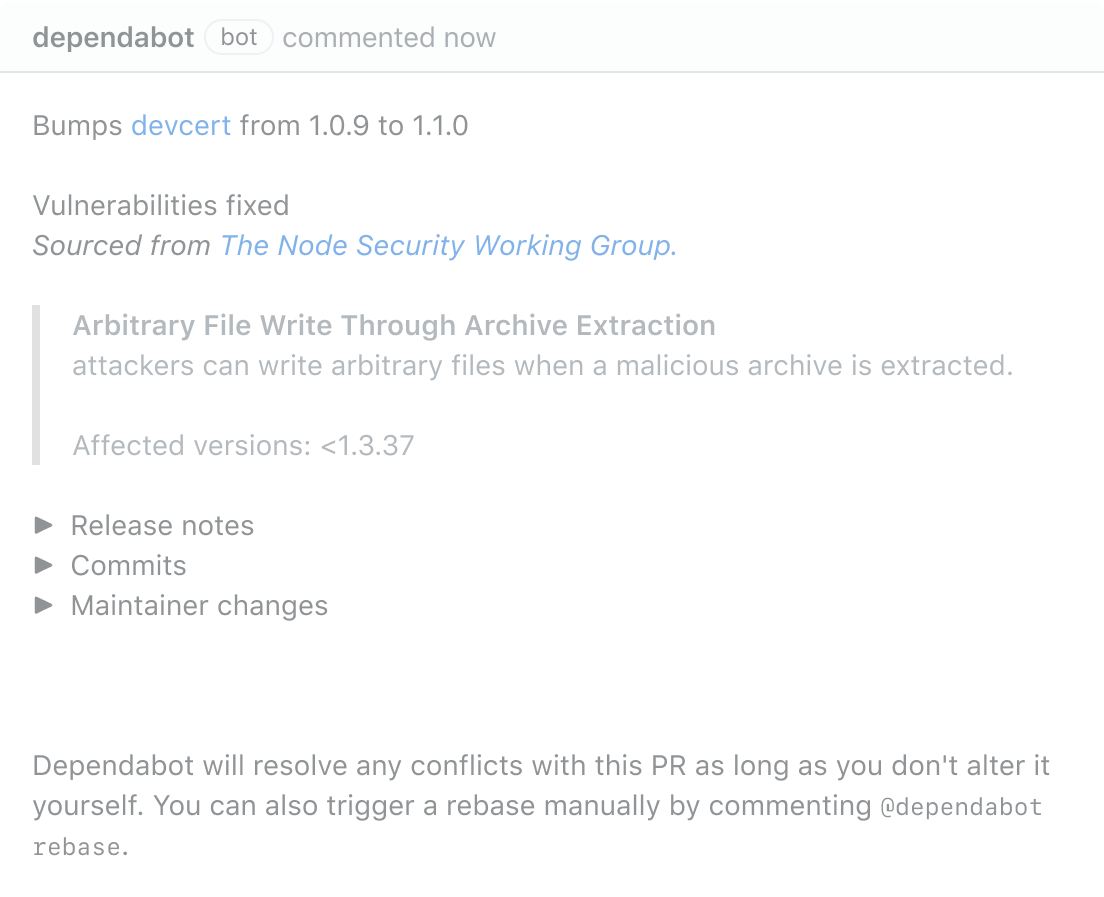 dependabot bot commented now
Bumps devcert from 1.0.9 to 1.1.0
Vulnerabilities fixed
Sourced from The Node Security Working Group.
Arbitrary File Write Through Archive Extraction
attackers can write arbitrary files when a malicious archive is extracted.
Affected versions: <1.3.37
▶ Release notes
▶ Commits
▶ Maintainer changes
Dependabot will resolve any conflicts with this PR as long as you don't alter it
yourself. You can also trigger a rebase manually by commenting @dependabot
rebase.